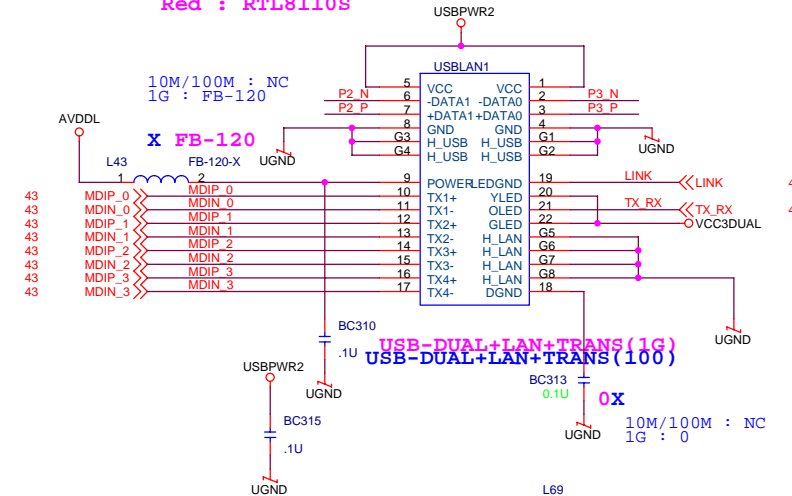 Red : RTL8110S
USBPWR2
USBLAN1
10M/100M : NC
1G : FB-120
AVDDL
X FB-120
L43
FB-120-X
UGND
1
2
P2_N
P2_P
5
6
7
8
G3
G4
VCC
-DATA1
+DATA1
GND
H_USB
H_USB
VCC
-DATA0
+DATA0
GND
H_USB
H_USB
1
2
3
4
G1
G2
P3_N
P3_P
UGND
43 MDIP_0 MDIP_0 10 TX1+
43 MDIN_0 MDIN_0 11 TX1-
43 MDIP_1 MDIP_1 12 TX2+
43 MDIN_1 MDIN_1 13 TX2-
43 MDIP_2 MDIP_2 14 TX3+
43 MDIN_2 MDIN_2 15 TX3-
43 MDIP_3 MDIP_3 16 TX4+
43 MDIN_3 MDIN_3 17 TX4-
9 POWER
LEDGND 19 LINK LINK 4
YLED 20
OLED 21 TX_RX TX_RX 4
GLED 22 VCC3DUAL
H_LAN G5
H_LAN G6
H_LAN G7
H_LAN G8
DGND 18
UGND
BC310
.1U
UGND
USB-DUAL+LAN+TRANS(1G)
USB-DUAL+LAN+TRANS(100)
USBPWR2
BC315
.1U
UGND
BC313
0.1U
0X
UGND
10M/100M : NC
1G : 0
L69